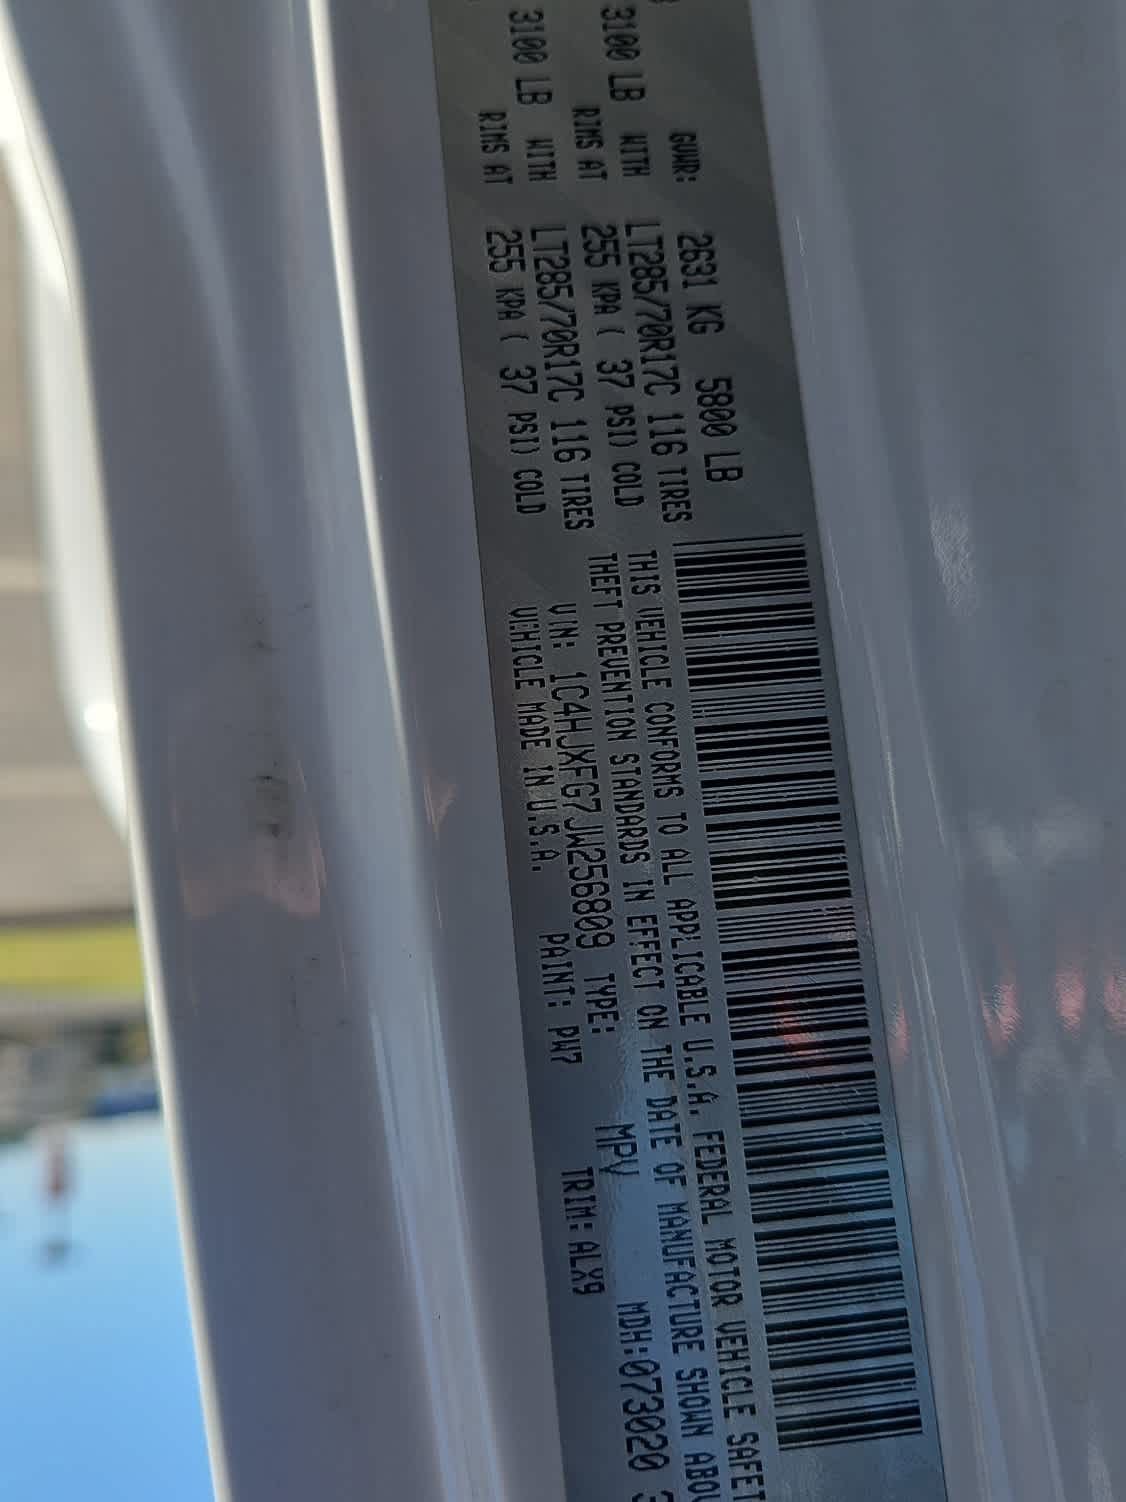 GVWR: 2631 KG 5800 LB
3100 LB WITH LT285/70R17C 116 TIRES
RIMS AT 255 KPA ( 37 PSI) COLD
3100 LB WITH LT285/70R17C 116 TIRES
RIMS AT 255 KPA ( 37 PSI) COLD
THIS VEHICLE CONFORMS TO ALL APPLICABLE U.S.A. FEDERAL MOTOR VEHICLE SAFET
THEFT PREVENTION STANDARDS IN EFFECT ON THE DATE OF MANUFACTURE SHOWN ABOV
VIN: 1C4HJXFG7JW256809 TYPE: MPV MDH:073020 3
VEHICLE MADE IN U.S.A. PAINT: PW7 TRIM:ALX9